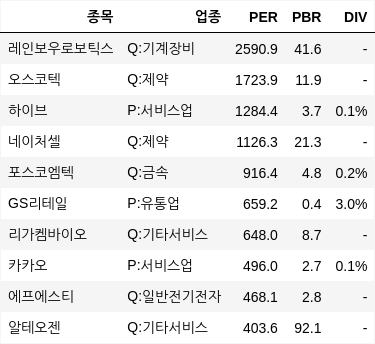 종목 업종 PER PBR DIV
레인보우로보틱스 Q:기계장비 2590.9 41.6 -
오스코텍 Q:제약 1723.9 11.9 -
하이브 P:서비스업 1284.4 3.7 0.1%
네이처셀 Q:제약 1126.3 21.3 -
포스코엠텍 Q:금속 916.4 4.8 0.2%
GS리테일 P:유통업 659.2 0.4 3.0%
리가켐바이오 Q:기타서비스 648.0 8.7 -
카카오 P:서비스업 496.0 2.7 0.1%
에프에스티 Q:일반전기전자 468.1 2.8 -
알테오젠 Q:기타서비스 403.6 92.1 -